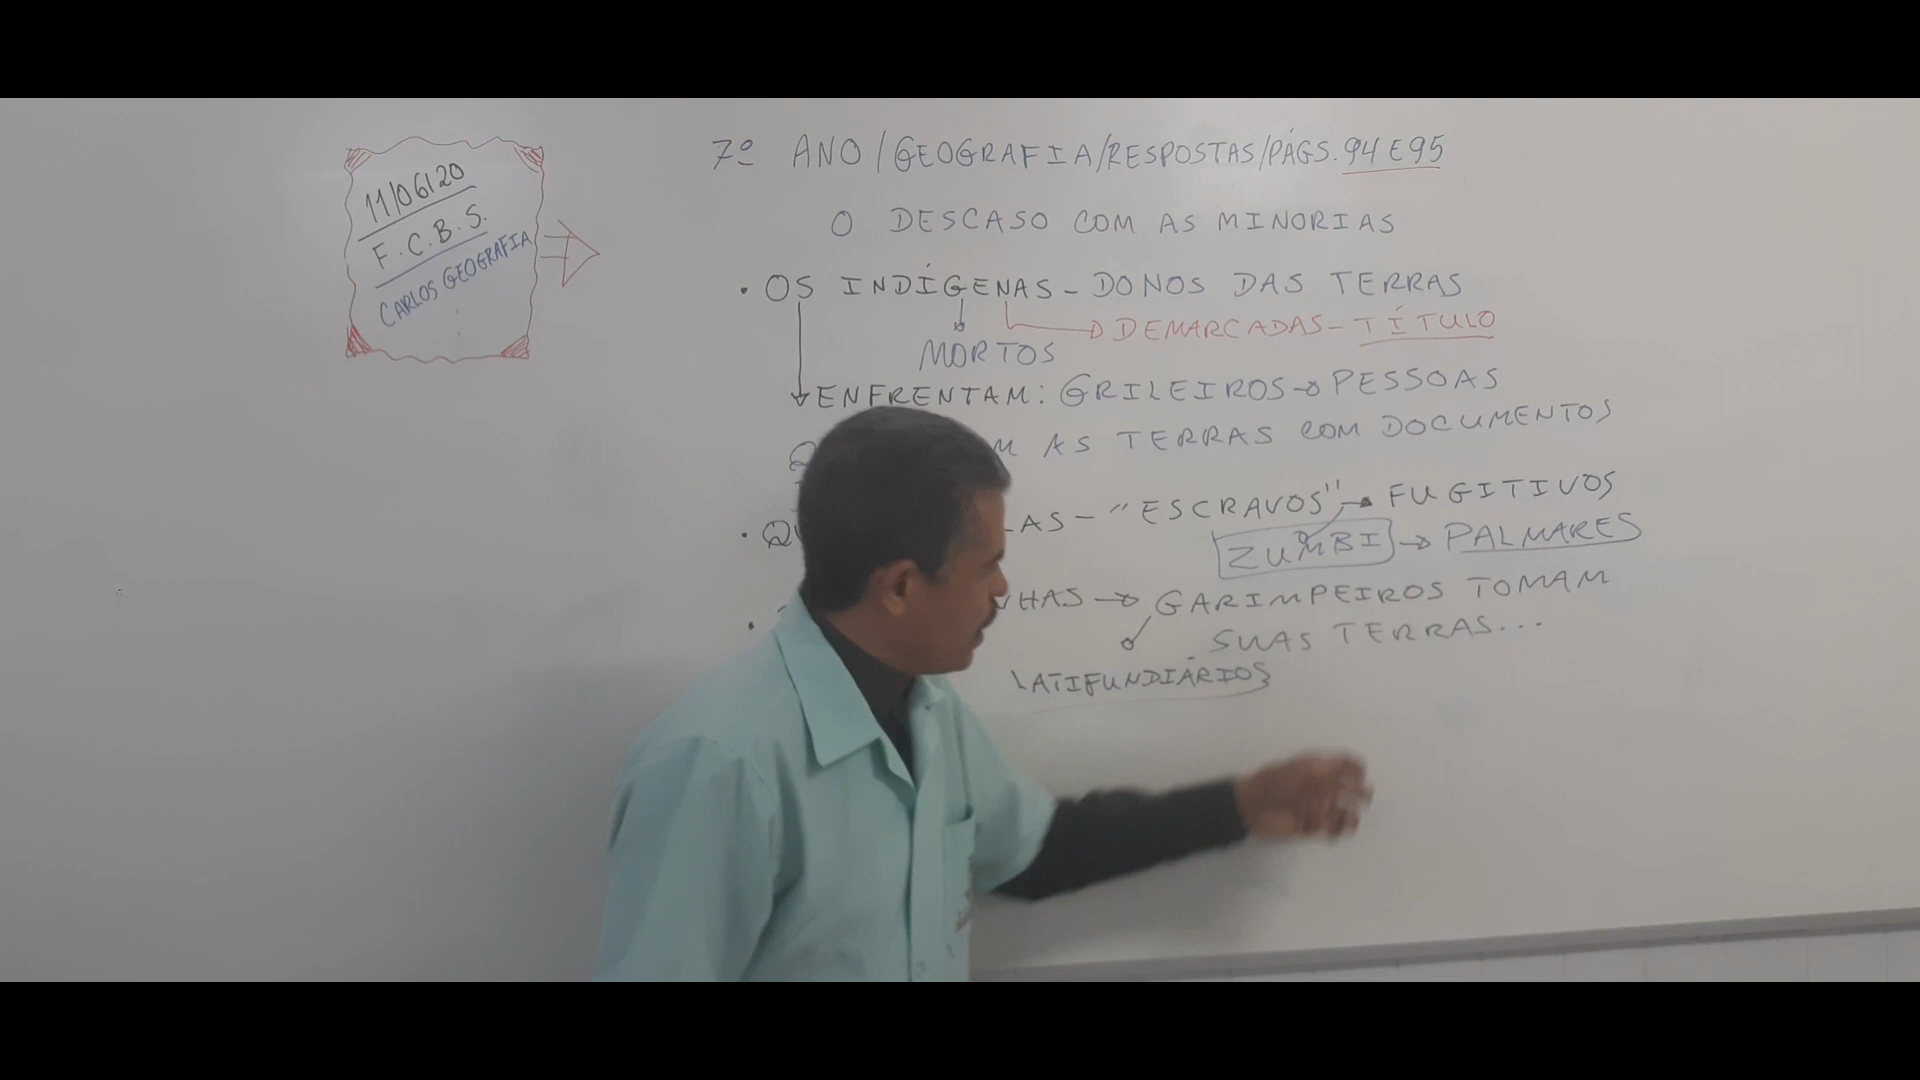 11/06/20
F.C.B.S.
CARLOS GEOGRAFIA
7º ANO/GEOGRAFIA/RESPOSTAS/PÁGS. 94 E 95
O DESCASO COM AS MINORIAS
• OS INDÍGENAS - DONOS DAS TERRAS
DEMARCADAS - TÍTULO
MORTOS
ENFRENTAM: GRILEIROS → PESSOAS
AS TERRAS COM DOCUMENTOS
"ESCRAVOS" → FUGITIVOS
ZUMBI → PALMARES
→ GARIMPEIROS TOMAM
SUAS TERRAS...
LATIFUNDIÁRIOS